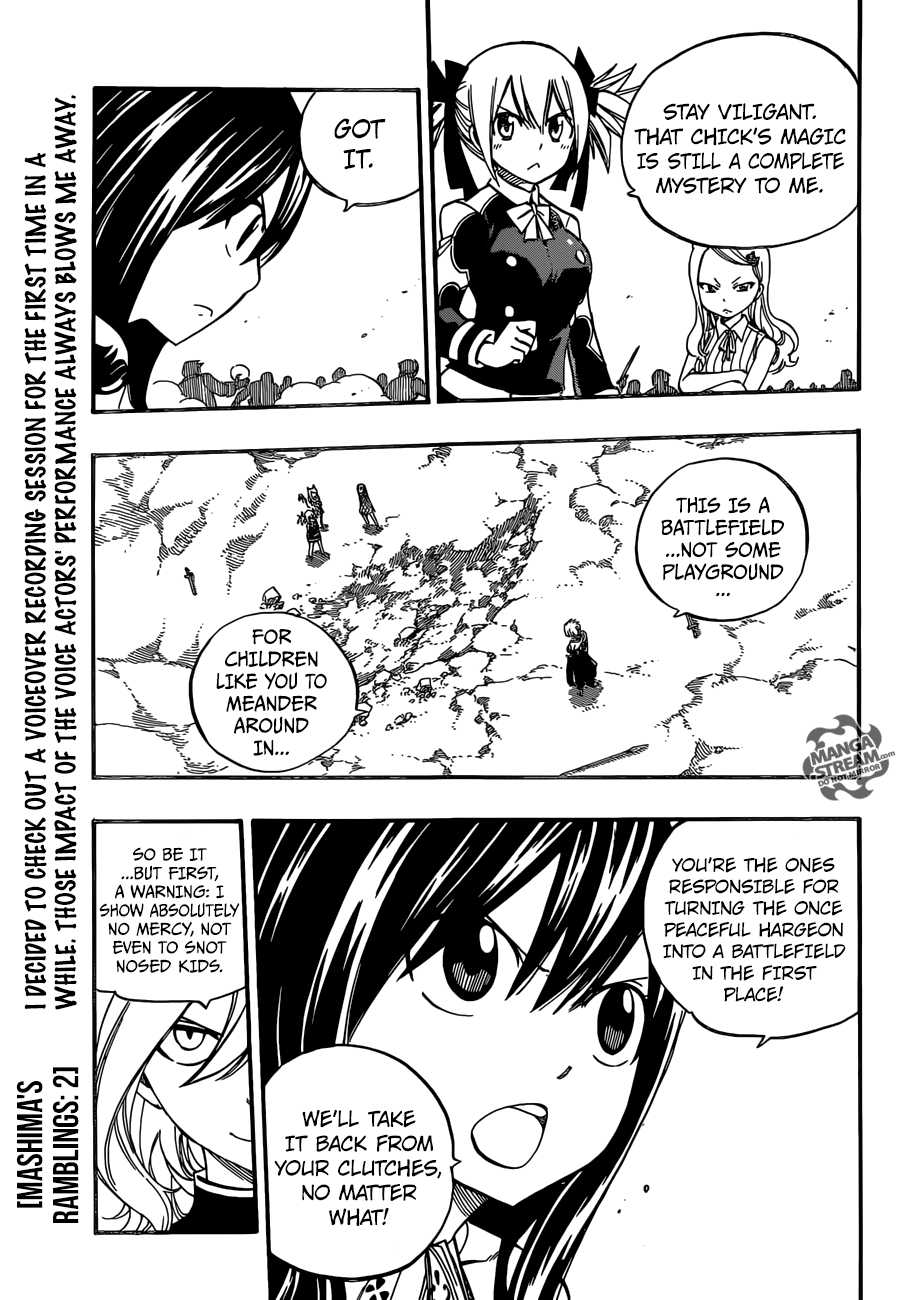 STAY VILIGANT.
THAT CHICK'S MAGIC
IS STILL A COMPLETE
MYSTERY TO ME.
GOT
IT.
THIS IS A
BATTLEFIELD
...NOT SOME
PLAYGROUND
...
FOR
CHILDREN
LIKE YOU TO
MEANDER
AROUND
IN...
MANGA
STREAM.com
DO NOT MIRROR
YOU'RE THE ONES
RESPONSIBLE FOR
TURNING THE ONCE
PEACEFUL HARGEON
INTO A BATTLEFIELD
IN THE FIRST
PLACE!
WE'LL TAKE
IT BACK FROM
YOUR CLUTCHES,
NO MATTER
WHAT!
SO BE IT
...BUT FIRST,
A WARNING: I
SHOW ABSOLUTELY
NO MERCY, NOT
EVEN TO SNOT
NOSED KIDS.
[MASHIMA'S
RAMBLINGS: 2]
I DECIDED TO CHECK OUT A VOICEOVER RECORDING SESSION FOR THE FIRST TIME IN A
WHILE. THOSE IMPACT OF THE VOICE ACTORS' PERFORMANCE ALWAYS BLOWS ME AWAY.